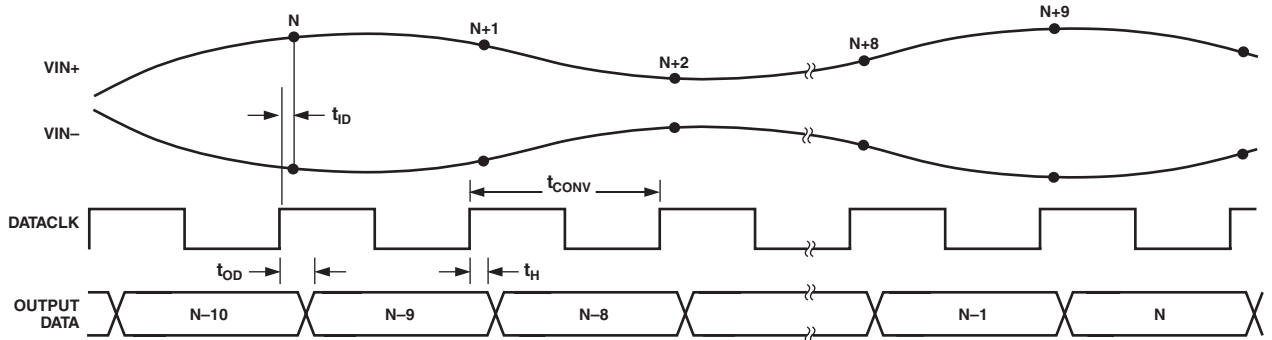 N
N+1
N+2
N+8
N+9
VIN+
tID
VIN–
tCONV
DATACLK
tOD
tH
OUTPUT
DATA
N–10
N–9
N–8
N–1
N